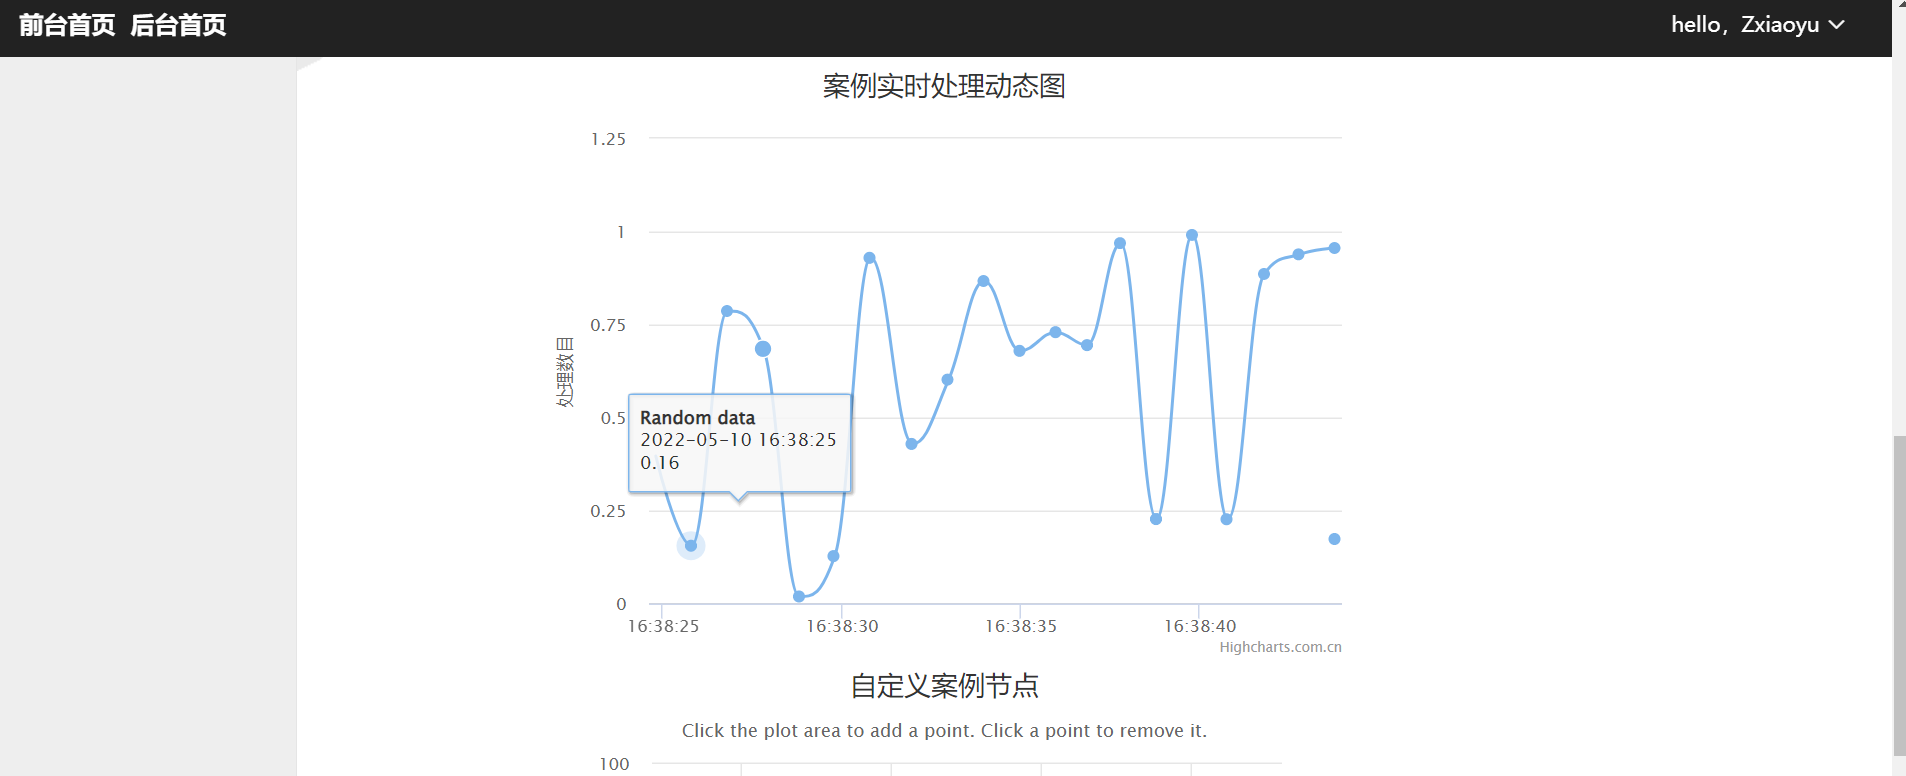 前台首页 后台首页
hello，Zxiaoyu
案例实时处理动态图
1.25
1
0.75
0.5
0.25
0
处理数目
Random data
2022-05-10 16:38:25
0.16
16:38:25 16:38:30 16:38:35 16:38:40
Highcharts.com.cn
自定义案例节点
Click the plot area to add a point. Click a point to remove it.
100